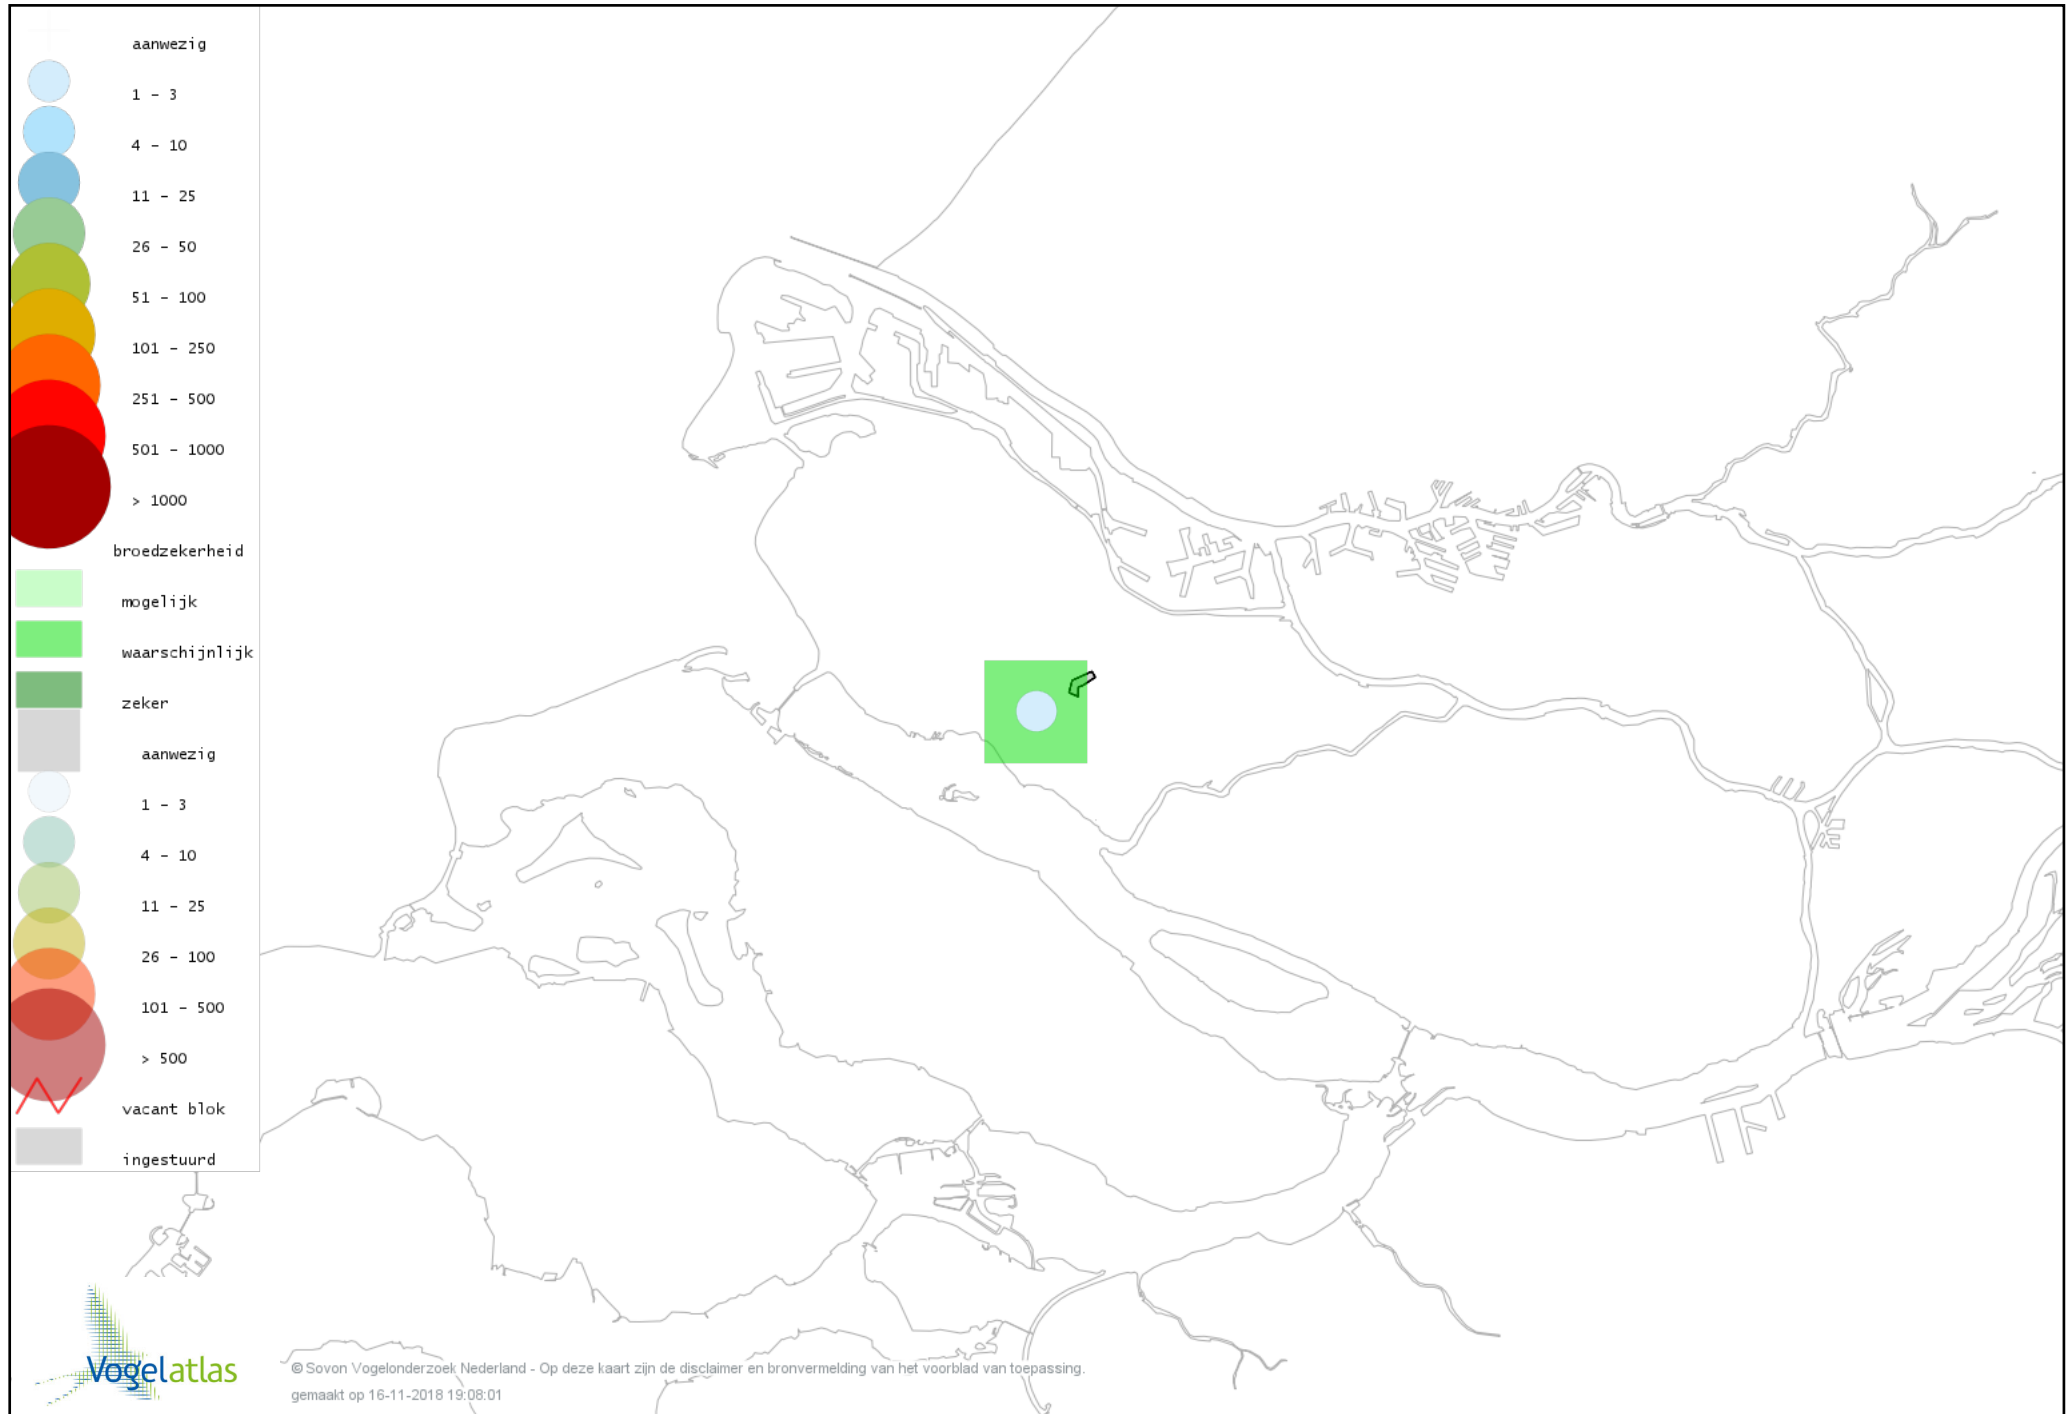 aanwezig
1 - 3
4 - 10
11 - 25
26 - 50
51 - 100
101 - 250
251 - 500
501 - 1000
> 1000
broedzekerheid
mogelijk
waarschijnlijk
zeker
aanwezig
1 - 3
4 - 10
11 - 25
26 - 100
101 - 500
> 500
vacant blok
ingestuurd
Vogelatlas
© Sovon Vogelonderzoek Nederland - Op deze kaart zijn de disclaimer en bronvermelding van het voorblad van toepassing.
gemaakt op 16-11-2018 19:08:01